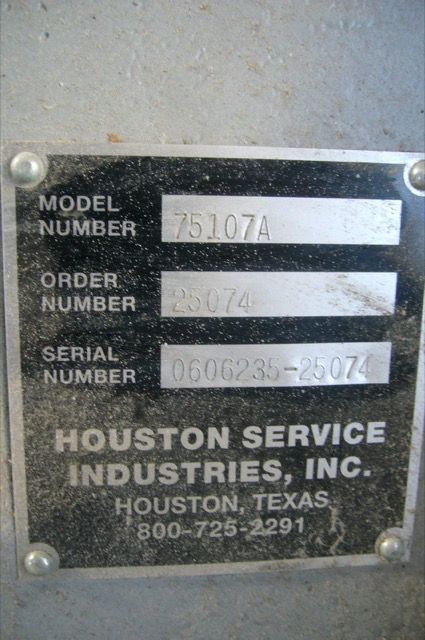 MODEL
NUMBER 75107A
ORDER
NUMBER 25074
SERIAL
NUMBER 0606235-25074
HOUSTON SERVICE
INDUSTRIES, INC.
HOUSTON, TEXAS
800-725-2291